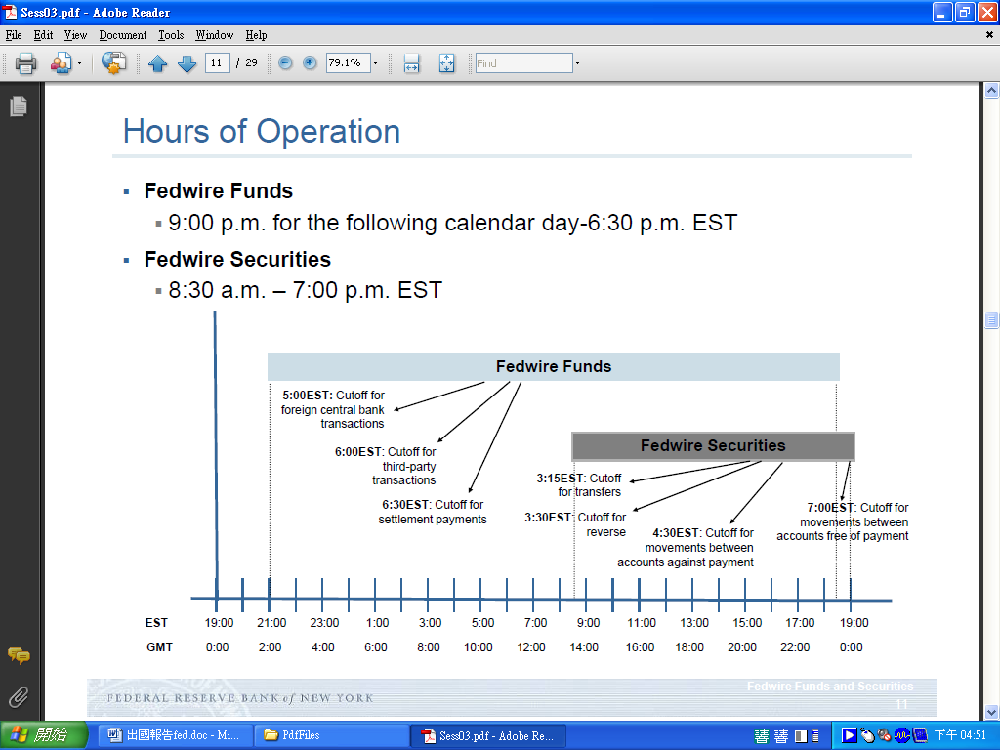 Sess03.pdf - Adobe Reader
File Edit View Document Tools Window Help
11 / 29 79.1% Find
Hours of Operation
▪ Fedwire Funds
▪ 9:00 p.m. for the following calendar day-6:30 p.m. EST
▪ Fedwire Securities
▪ 8:30 a.m. – 7:00 p.m. EST
Fedwire Funds
5:00EST: Cutoff for
foreign central bank
transactions
6:00EST: Cutoff for
third-party
transactions
6:30EST: Cutoff for
settlement payments
Fedwire Securities
3:15EST: Cutoff
for transfers
3:30EST: Cutoff for
reverse
4:30EST: Cutoff for
movements between
accounts against payment
7:00EST: Cutoff for
movements between
accounts free of payment
EST 19:00 21:00 23:00 1:00 3:00 5:00 7:00 9:00 11:00 13:00 15:00 17:00 19:00
GMT 0:00 2:00 4:00 6:00 8:00 10:00 12:00 14:00 16:00 18:00 20:00 22:00 0:00
Fedwire Funds and Securities
FEDERAL RESERVE BANK of NEW YORK
11
開始 出國報告fed.doc - Mi... PdfFiles Sess03.pdf - Adobe Re... 下午 04:51